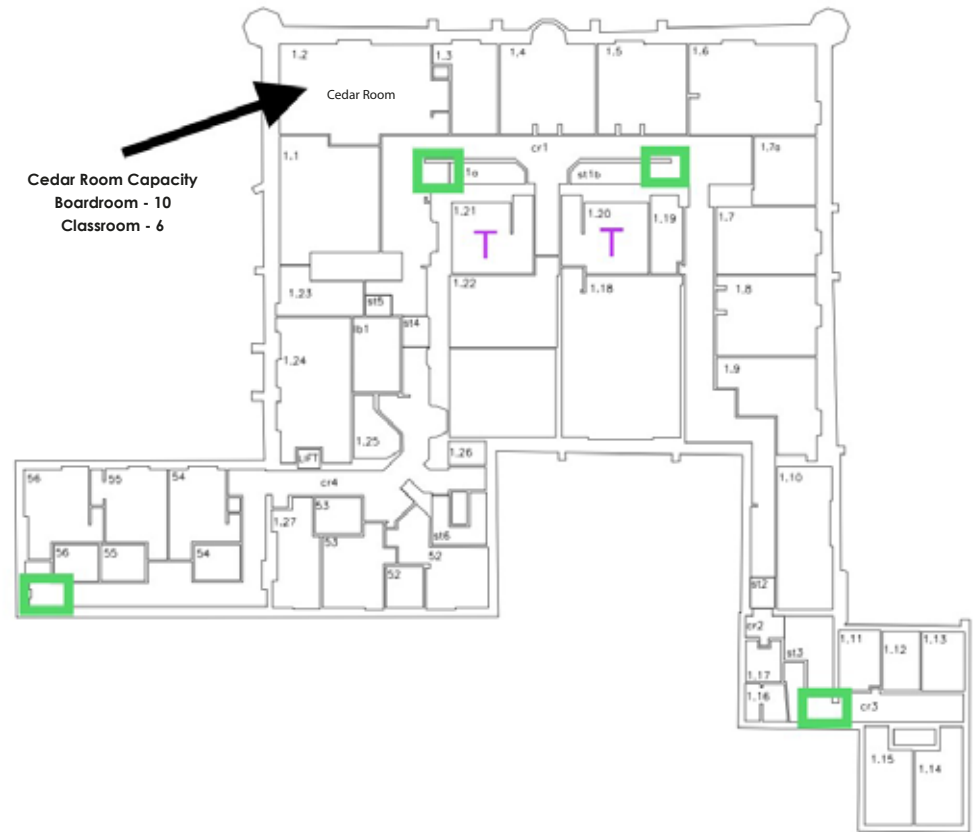 1.2
1.3
1.4
1.5
1.6
Cedar Room
cr1
1.1
1.7a
1a
st1b
Cedar Room Capacity
Boardroom - 10
Classroom - 6
1.21
1.20
1.19
1.7
T
T
1.22
1.18
1.8
1.23
st5
lb1
st4
1.24
1.9
1.25
1.26
LIFT
cr4
56
55
54
1.10
53
1.27
st6
53
52
56
55
54
52
st2
cr2
1.11
1.12
1.13
st3
1.17
1.16
cr3
1.15
1.14